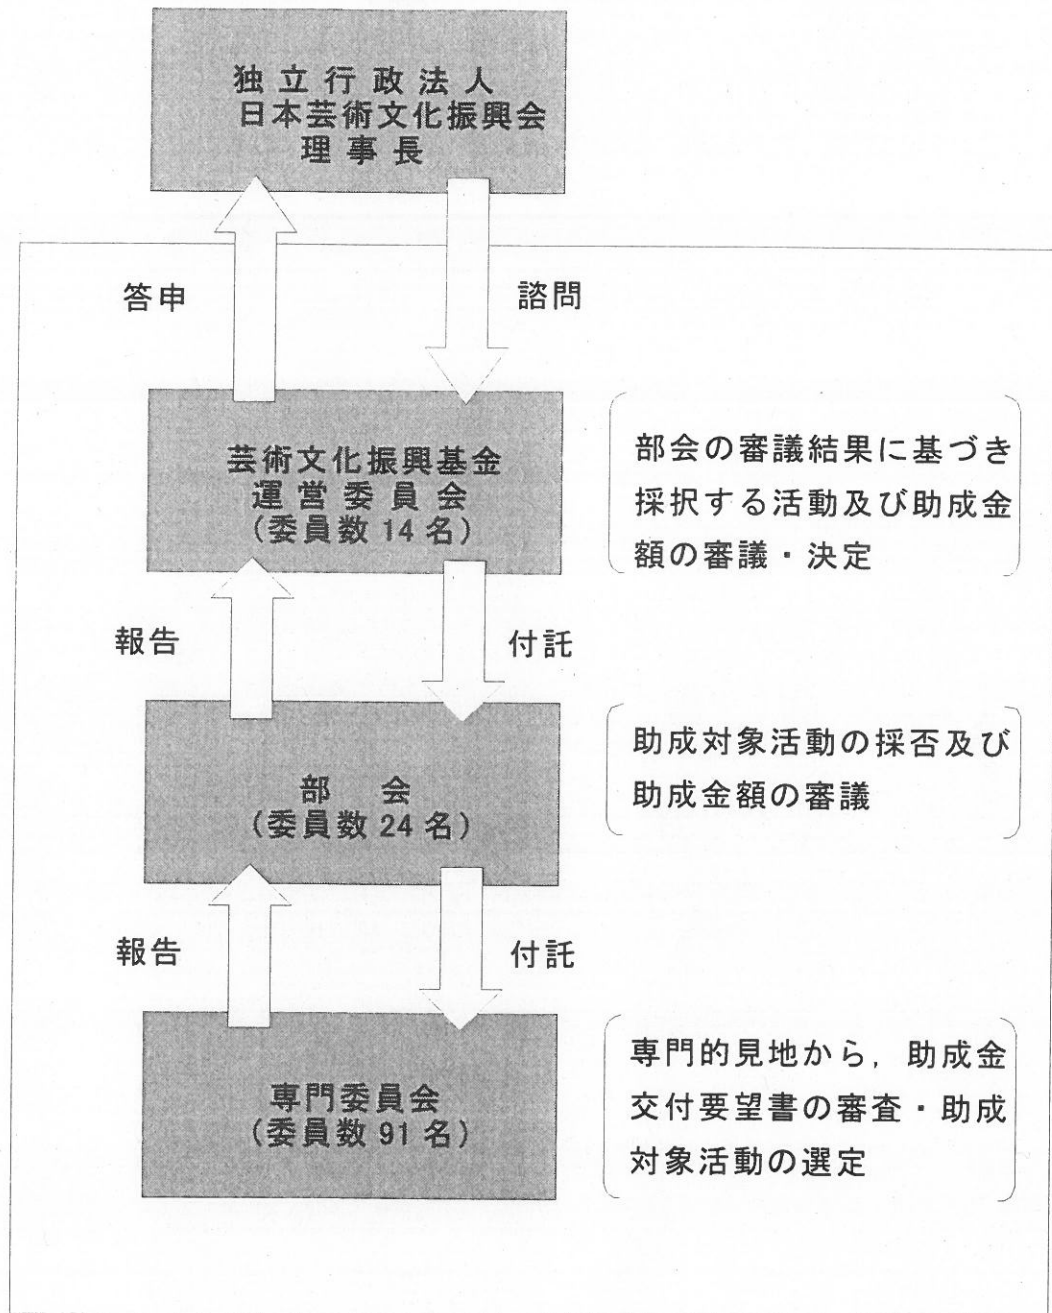 独立行政法人
日本芸術文化振興会
理事長
答申
諮問
芸術文化振興基金
運営委員会
(委員数 14 名)
部会の審議結果に基づき
採択する活動及び助成金
額の審議・決定
報告
付託
部 会
(委員数 24 名)
助成対象活動の採否及び
助成金額の審議
報告
付託
専門委員会
(委員数 91 名)
専門的見地から，助成金
交付要望書の審査・助成
対象活動の選定